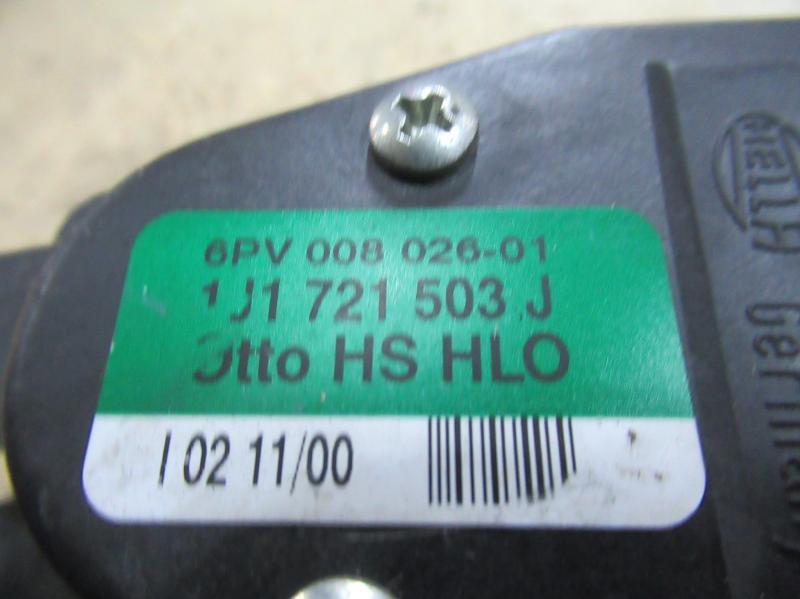 6PV 008 026-01
1J1 721 503 J
Otto HS HLO
I 02 11/00
HELLA
Germany